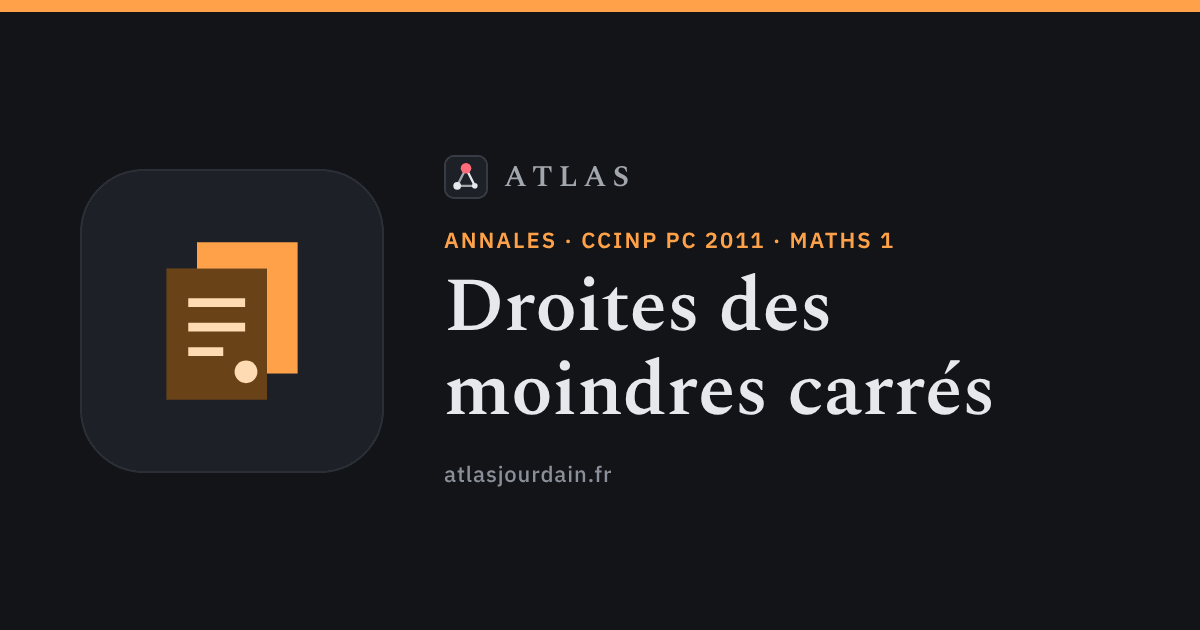 ATLAS
ANNALES · CCINP PC 2011 · MATHS 1
Droites des
moindres carrés
atlasjourdain.fr